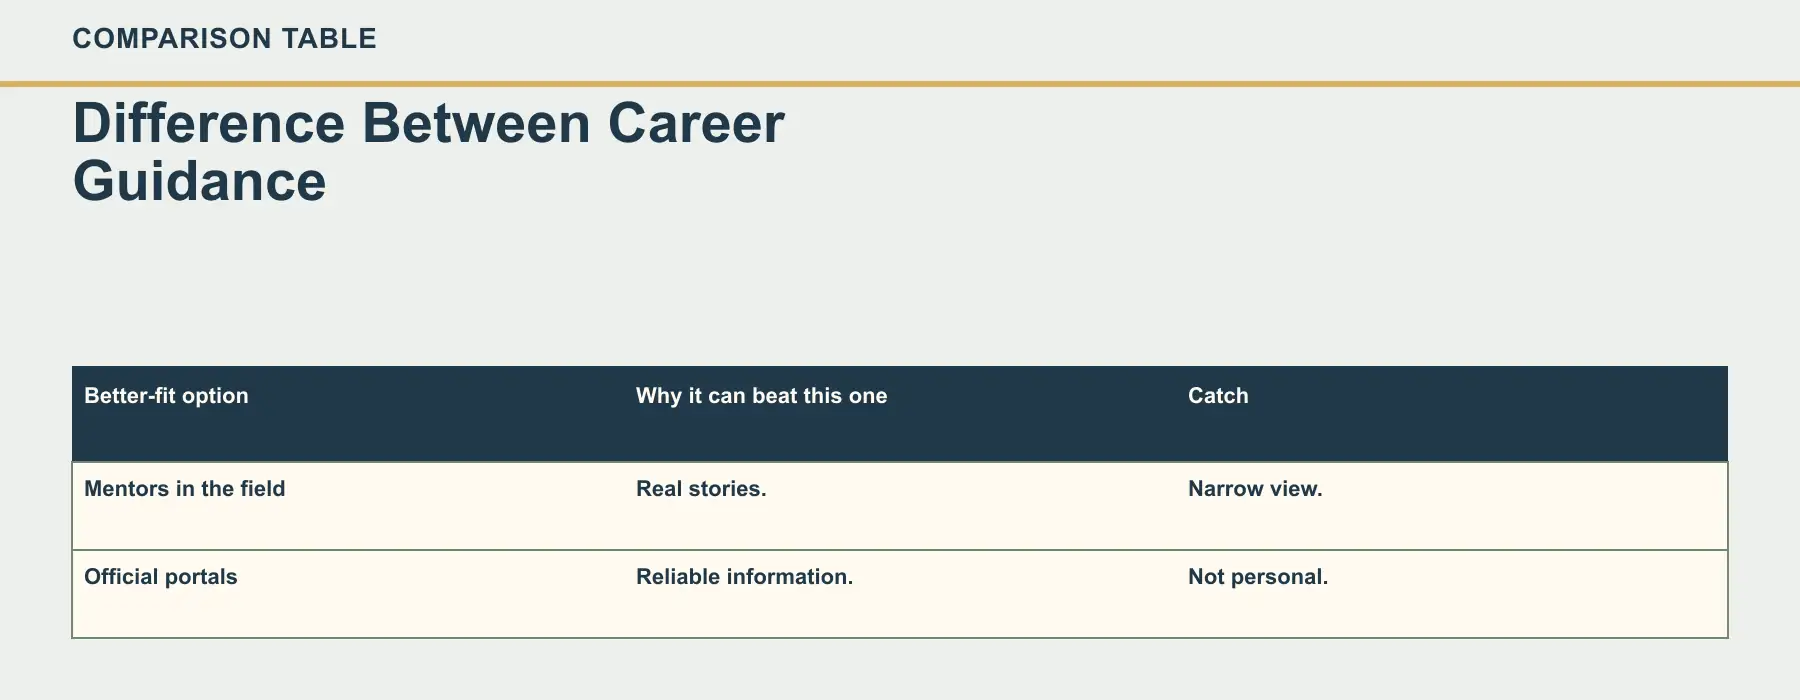 COMPARISON TABLE
Difference Between Career
Guidance
Better-fit option Why it can beat this one Catch
Mentors in the field Real stories. Narrow view.
Official portals Reliable information. Not personal.